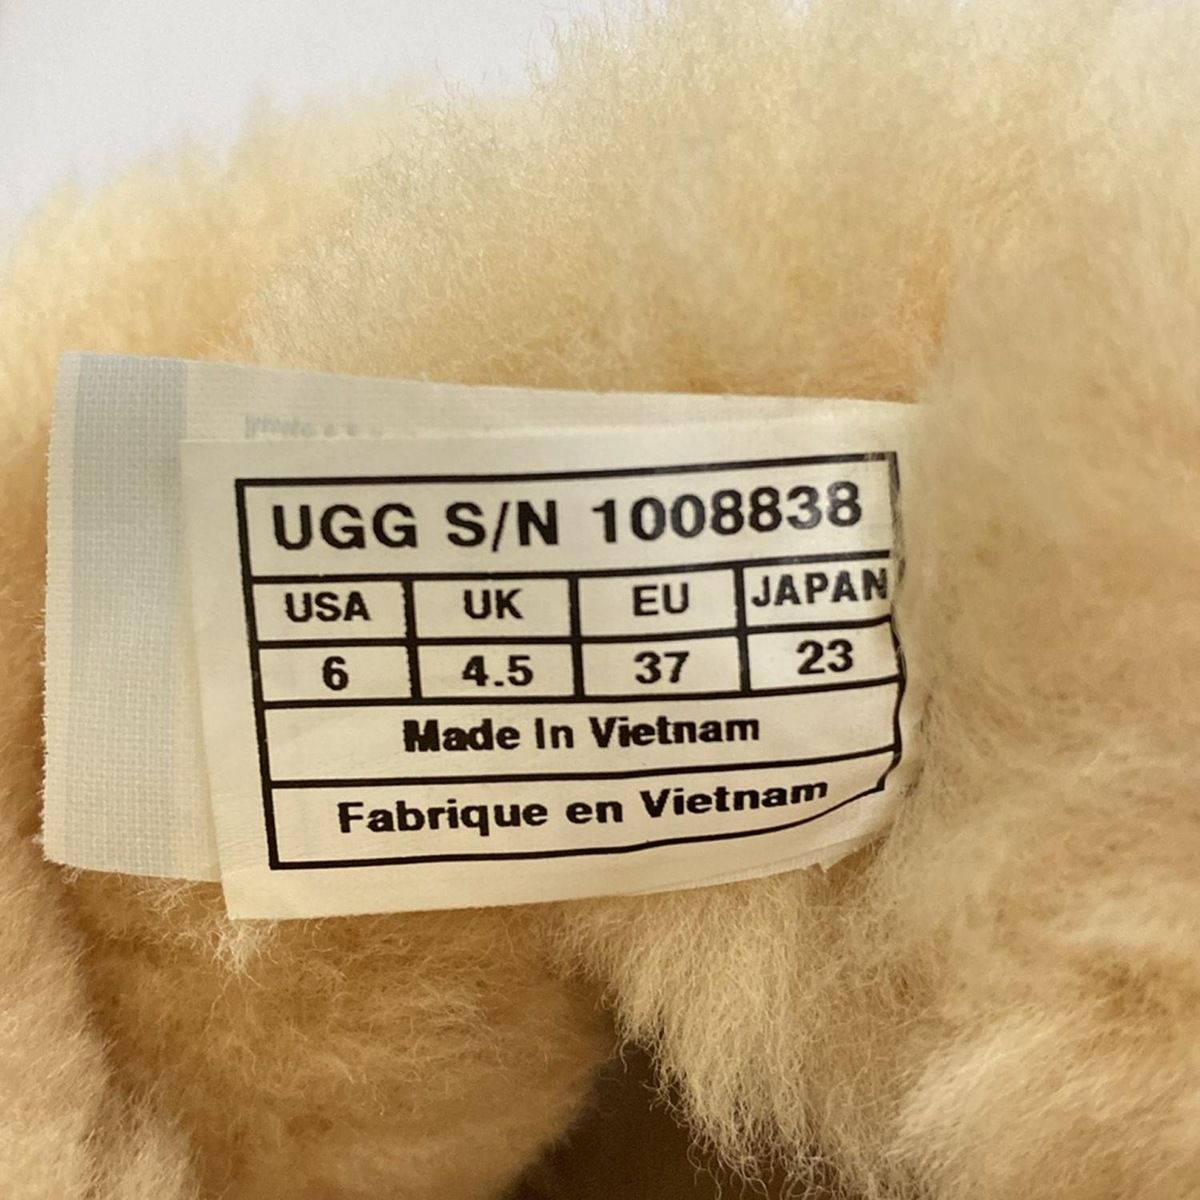 UGG S/N 1008838
USA UK EU JAPAN
6 4.5 37 23
Made In Vietnam
Fabrique en Vietnam